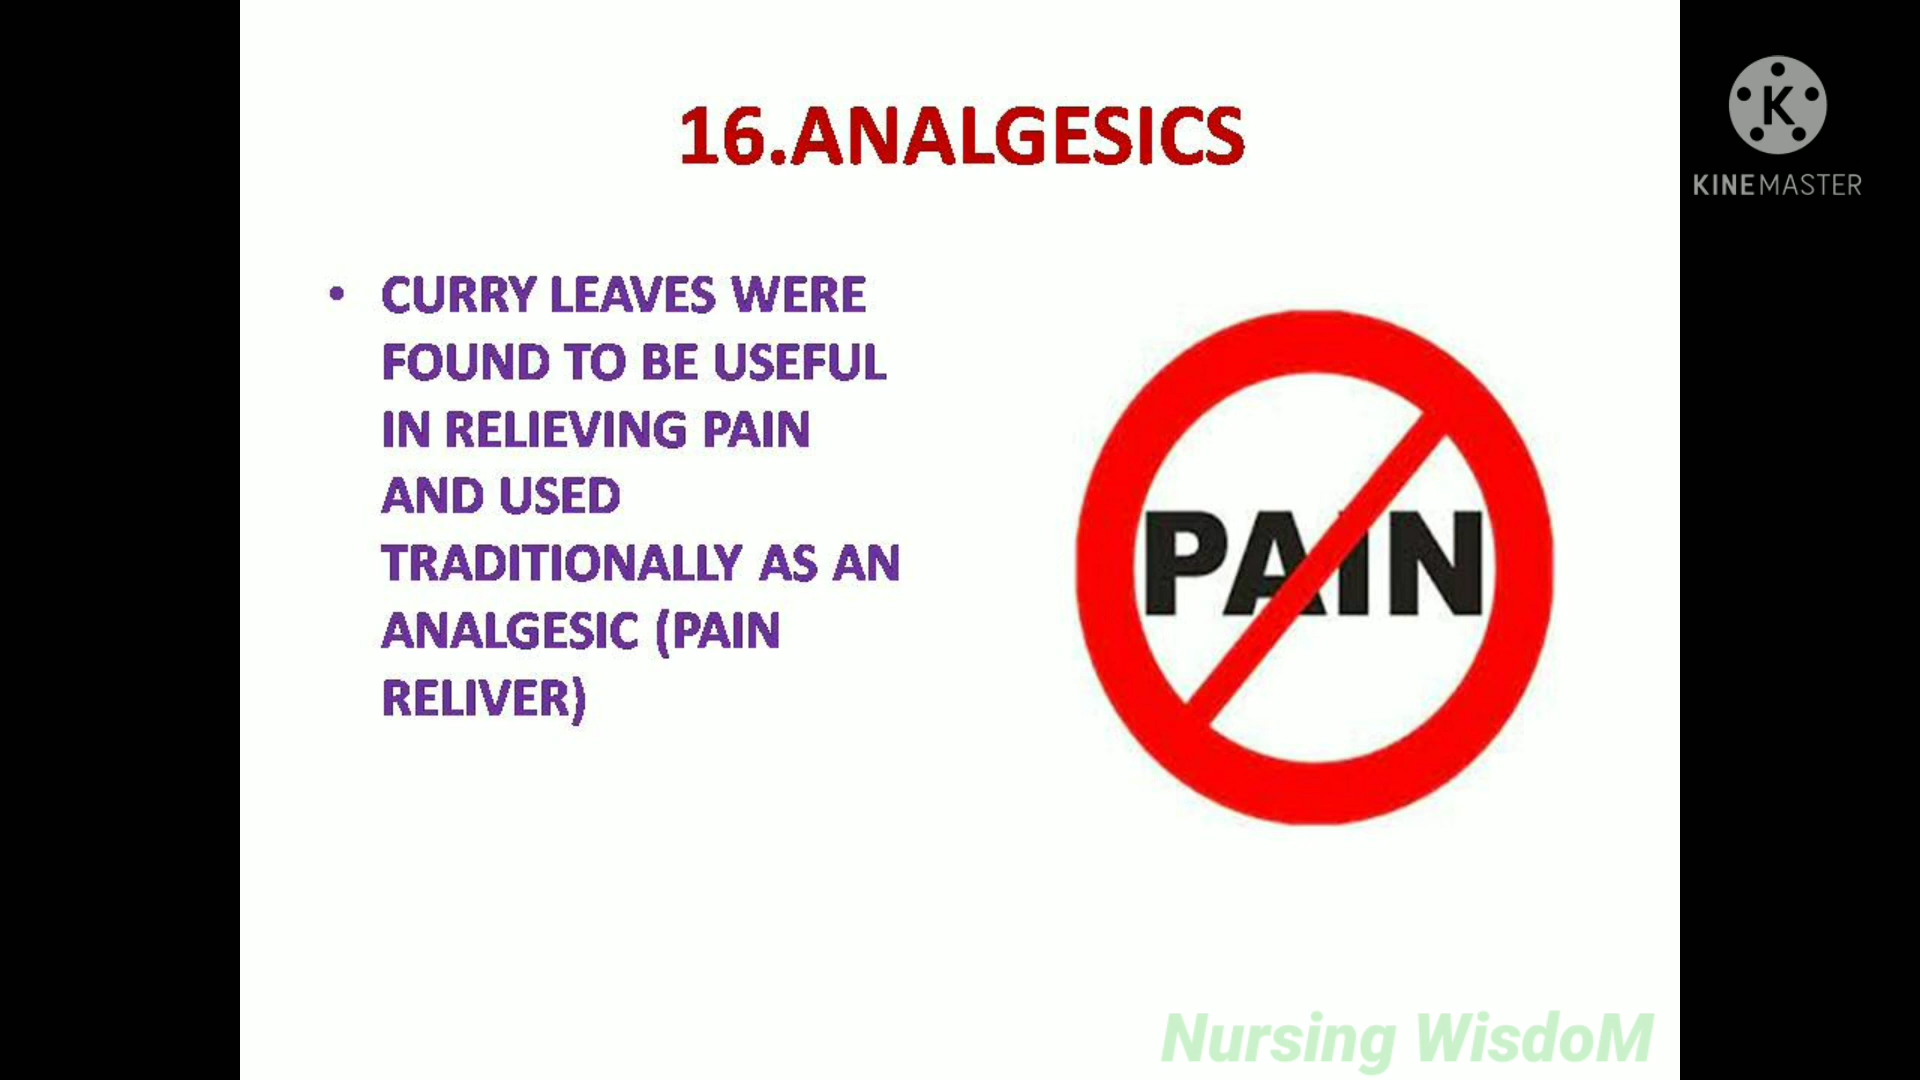 16.ANALGESICS
K
KINEMASTER
• CURRY LEAVES WERE
FOUND TO BE USEFUL
IN RELIEVING PAIN
AND USED
TRADITIONALLY AS AN
ANALGESIC (PAIN
RELIVER)
PAIN
Nursing WisdoM